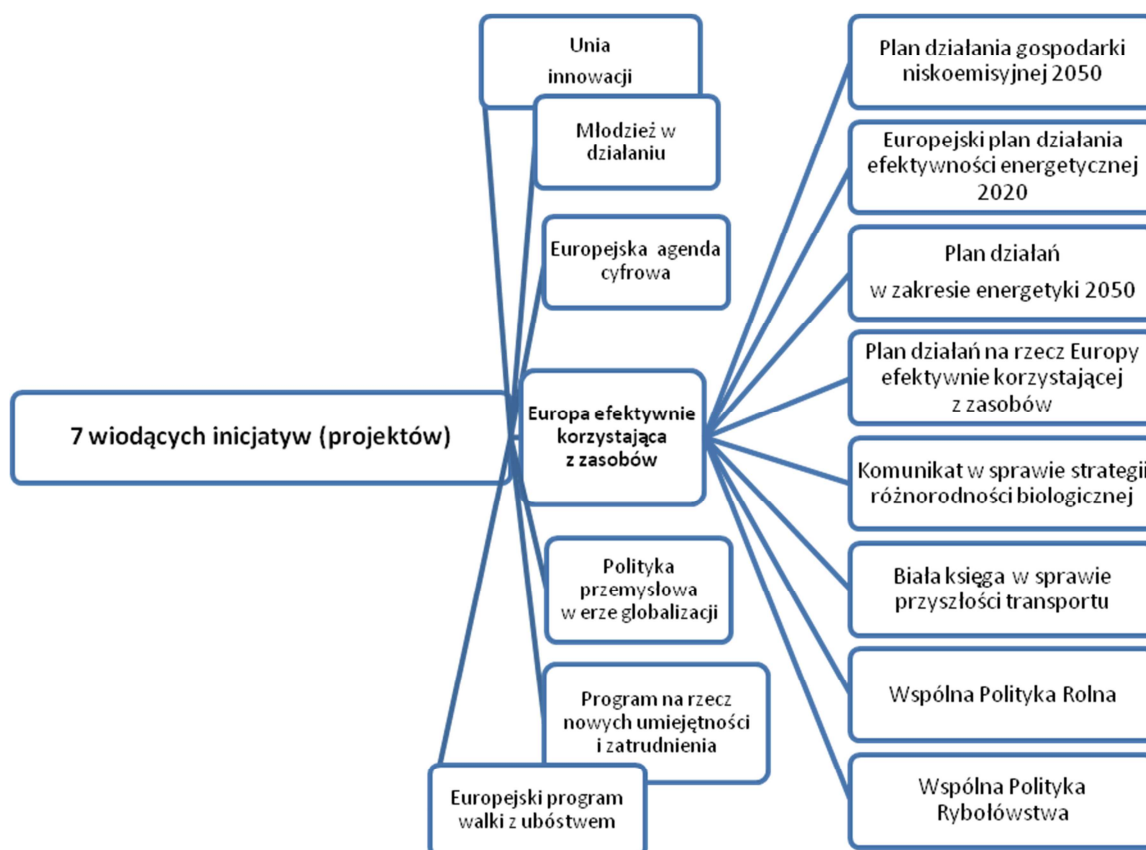 7 wiodących inicjatyw (projektów)
Unia
innowacji
Młodzież w
działaniu
Europejska agenda
cyfrowa
Europa efektywnie
korzystająca
z zasobów
Polityka
przemysłowa
w erze globalizacji
Program na rzecz
nowych umiejętności
i zatrudnienia
Europejski program
walki z ubóstwem
Plan działania gospodarki
niskoemisyjnej 2050
Europejski plan działania
efektywności energetycznej
2020
Plan działań
w zakresie energetyki 2050
Plan działań na rzecz Europy
efektywnie korzystającej
z zasobów
Komunikat w sprawie strategii
różnorodności biologicznej
Biała księga w sprawie
przyszłości transportu
Wspólna Polityka Rolna
Wspólna Polityka
Rybołówstwa